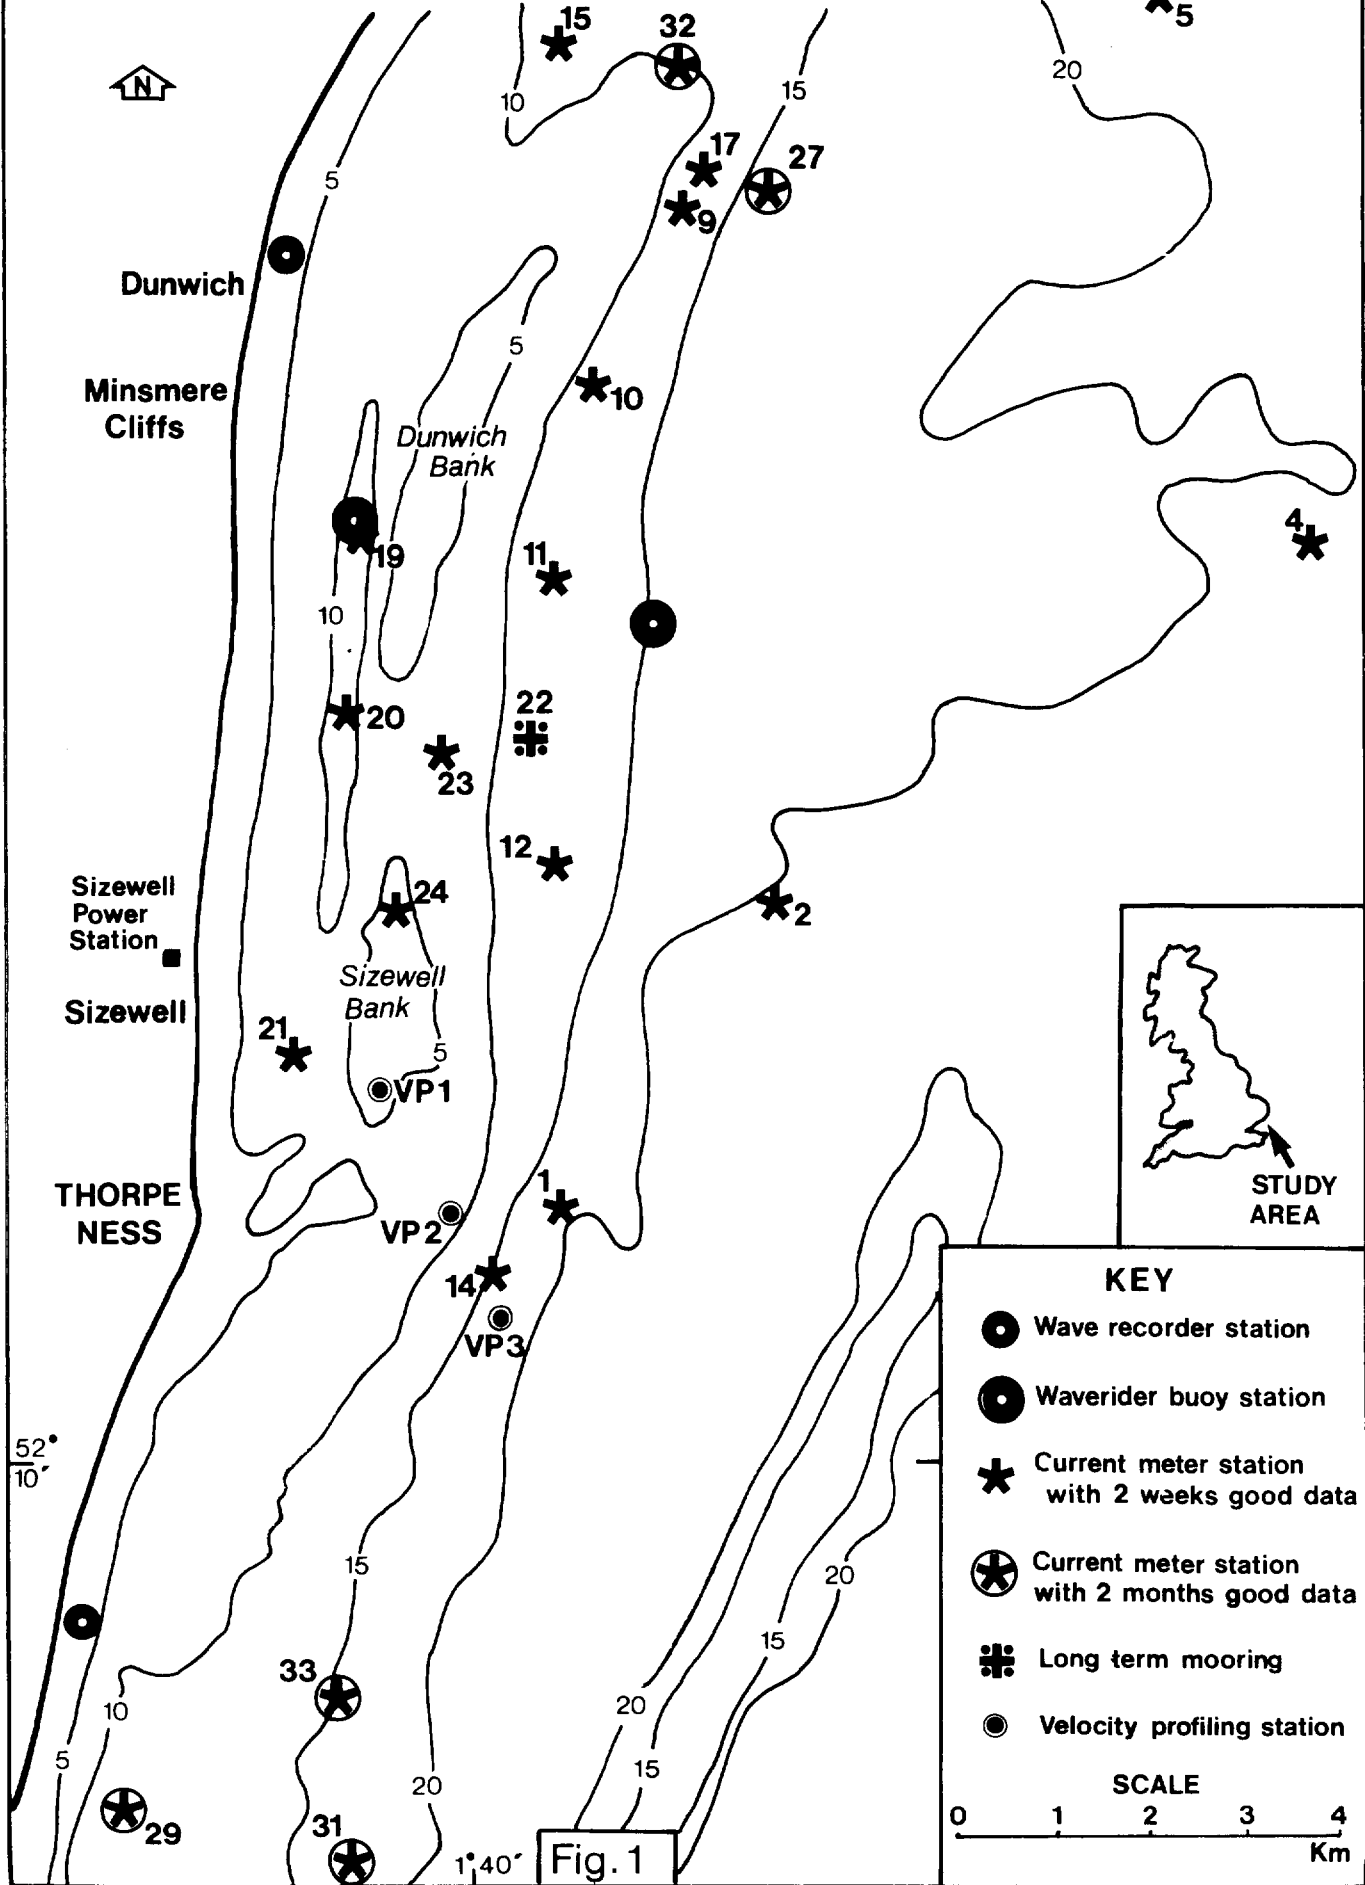 15
32
5
N
20
10
15
17
27
5
9
Dunwich
5
Minsmere
Cliffs
10
Dunwich
Bank
4
11
19
10
22
20
23
12
24
2
Sizewell
Power
Station
Sizewell
Bank
Sizewell
21
5
VP1
THORPE
NESS
1
VP2
14
VP3
STUDY
AREA
KEY
Wave recorder station
Waverider buoy station
Current meter station
with 2 weeks good data
Current meter station
with 2 months good data
Long term mooring
Velocity profiling station
SCALE
0 1 2 3 4
Km
52°
10´
15
20
15
33
20
10
5
15
20
29
31
1°40´
Fig. 1